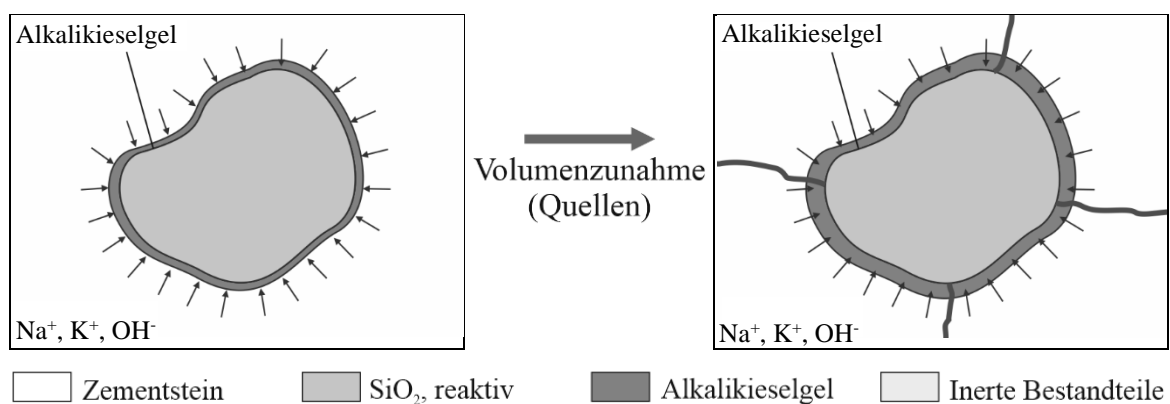 Alkalikieselgel
Na⁺, K⁺, OH⁻
Volumenzunahme
(Quellen)
Alkalikieselgel
Na⁺, K⁺, OH⁻
Zementstein
SiO₂, reaktiv
Alkalikieselgel
Inerte Bestandteile